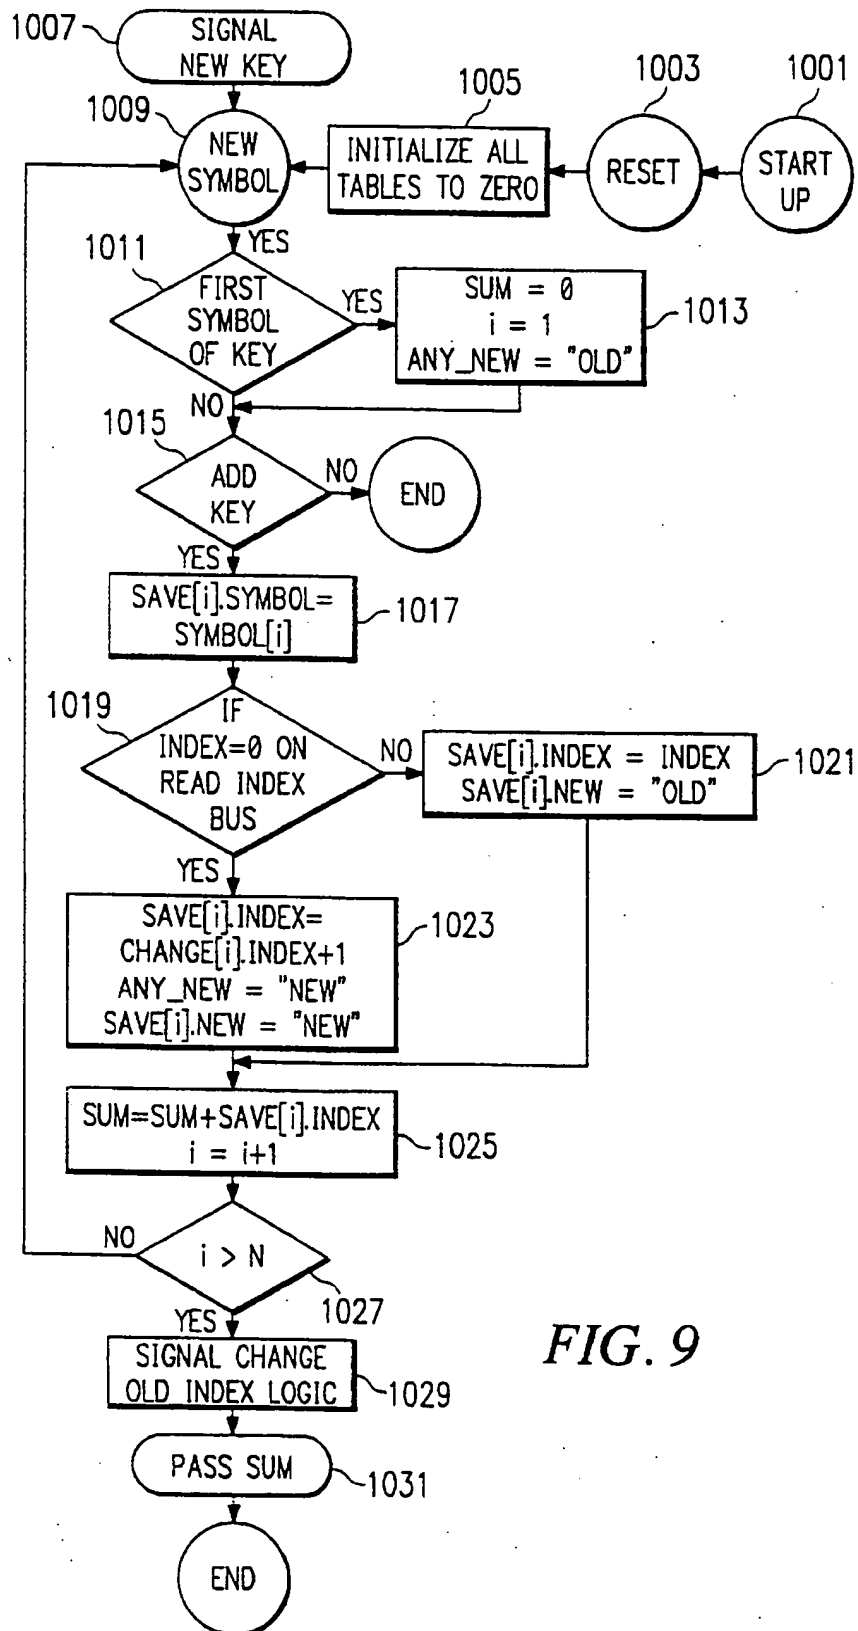 1007
SIGNAL
NEW KEY
1009
NEW
SYMBOL
1005
INITIALIZE ALL
TABLES TO ZERO
1003
RESET
1001
START
UP
YES
1011
FIRST
SYMBOL
OF KEY
YES
SUM = 0
i = 1
ANY_NEW = "OLD"
1013
NO
1015
ADD
KEY
NO
END
YES
SAVE[i].SYMBOL=
SYMBOL[i]
1017
1019
IF
INDEX=0 ON
READ INDEX
BUS
NO
SAVE[i].INDEX = INDEX
SAVE[i].NEW = "OLD"
1021
YES
SAVE[i].INDEX=
CHANGE[i].INDEX+1
ANY_NEW = "NEW"
SAVE[i].NEW = "NEW"
1023
SUM=SUM+SAVE[i].INDEX
i = i+1
1025
NO
i > N
1027
YES
SIGNAL CHANGE
OLD INDEX LOGIC
1029
FIG. 9
PASS SUM
1031
END